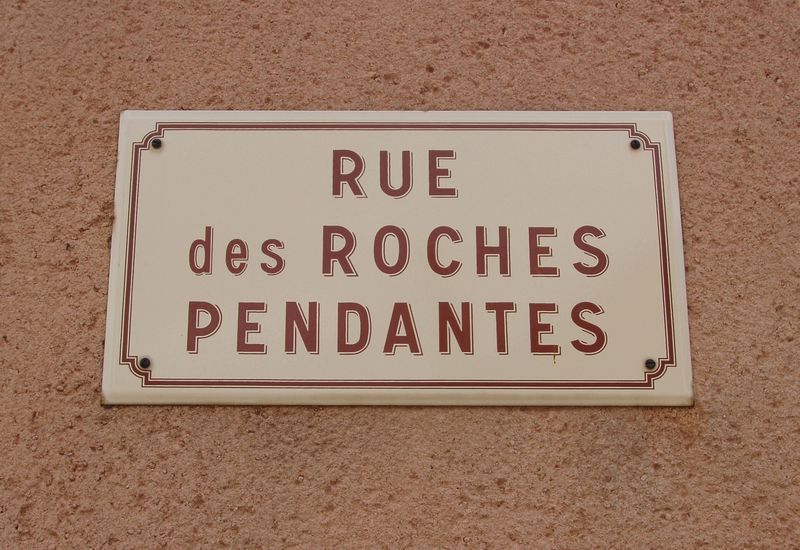 RUE
des ROCHES
PENDANTES